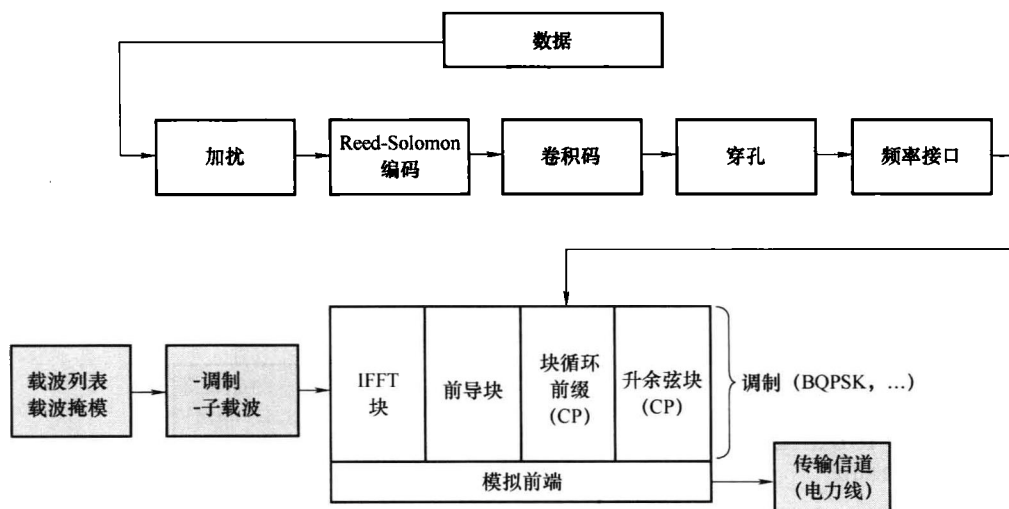 数据
加扰
Reed-Solomon
编码
卷积码
穿孔
频率接口
载波列表
载波掩模
-调制
-子载波
IFFT
块
前导块
块循环
前缀
(CP)
升余弦块
(CP)
调制（BQPSK，...）
模拟前端
传输信道
（电力线）